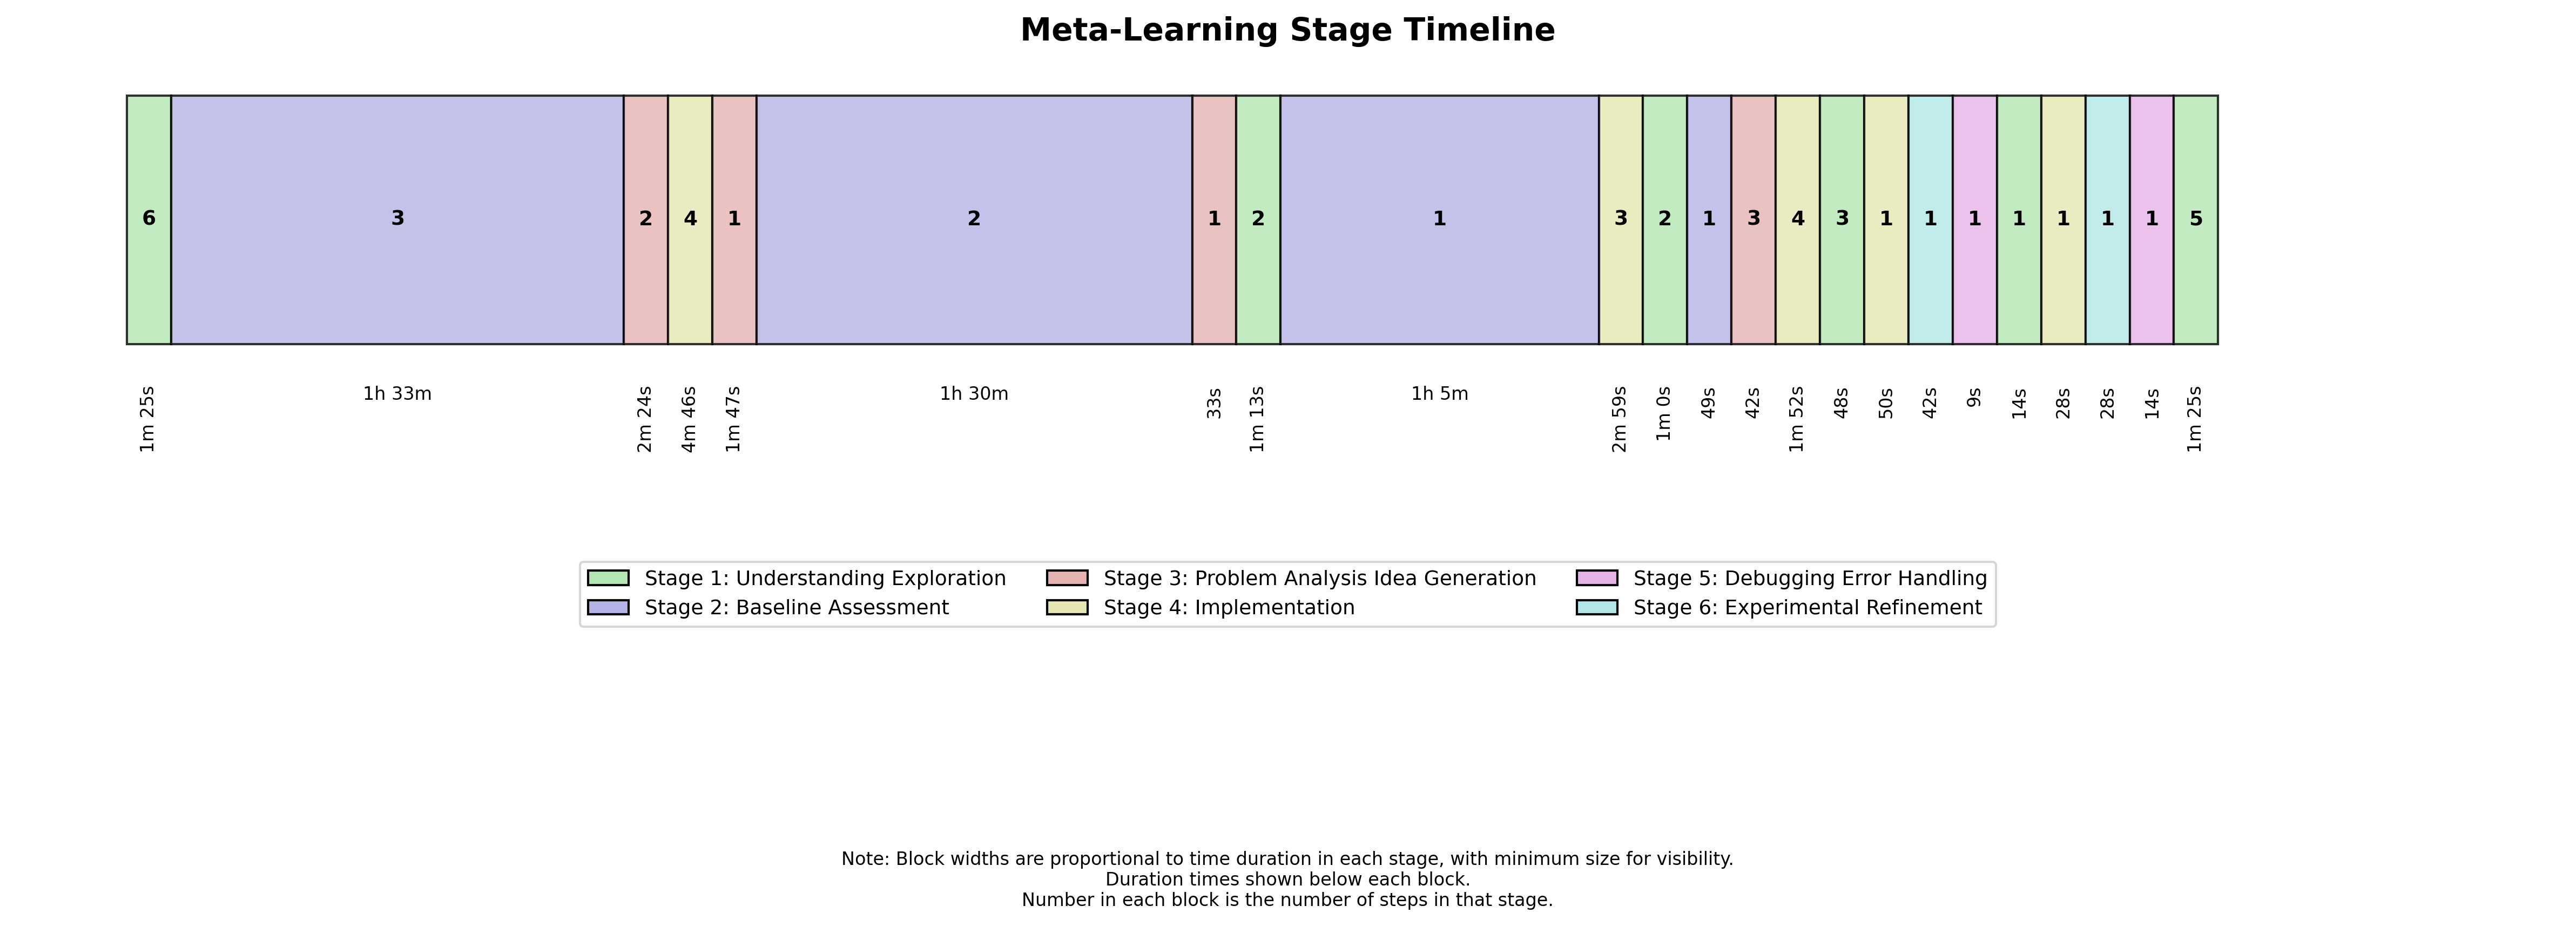 Meta-Learning Stage Timeline
6 3 2 4 1 2 1 2 1 3 2 1 3 4 3 1 1 1 1 1 1 1 5
1m 25s 1h 33m 2m 24s 4m 46s 1m 47s 1h 30m 33s 1m 13s 1h 5m 2m 59s 1m 0s 49s 42s 1m 52s 48s 50s 42s 9s 14s 28s 28s 14s 1m 25s
Stage 1: Understanding Exploration
Stage 2: Baseline Assessment
Stage 3: Problem Analysis Idea Generation
Stage 4: Implementation
Stage 5: Debugging Error Handling
Stage 6: Experimental Refinement
Note: Block widths are proportional to time duration in each stage, with minimum size for visibility.
Duration times shown below each block.
Number in each block is the number of steps in that stage.